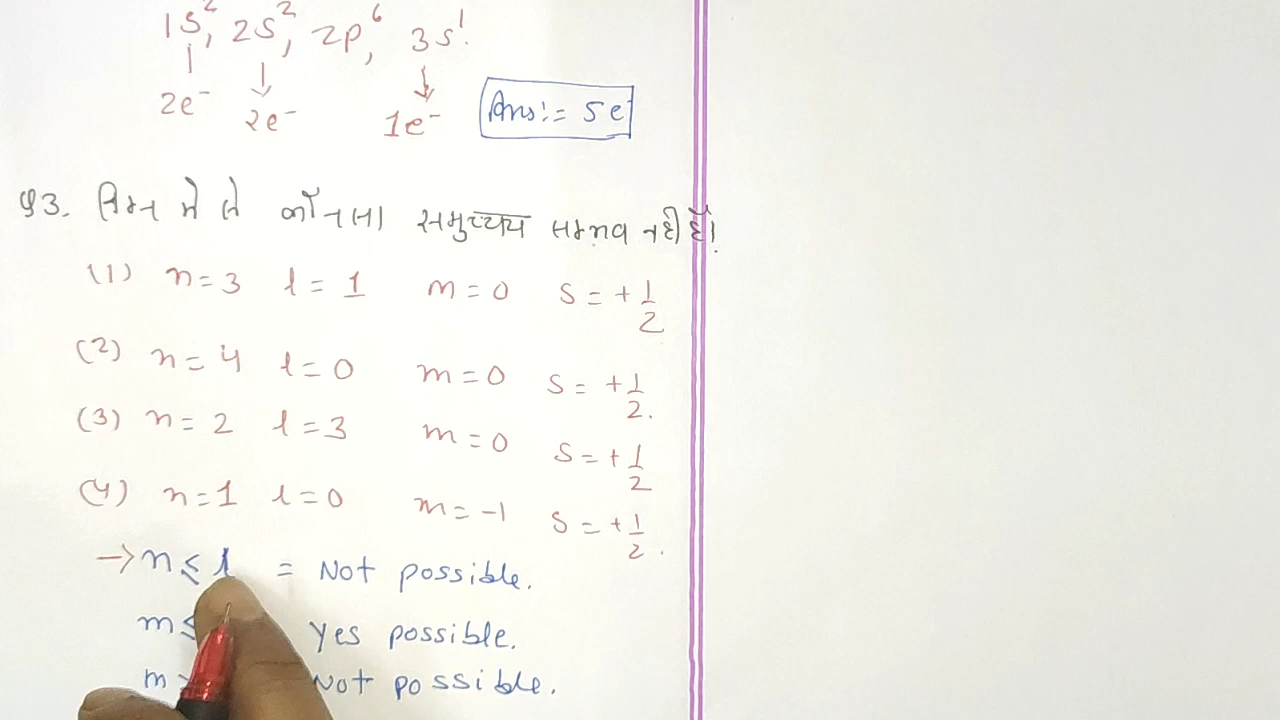 1s², 2s², 2p⁶, 3s¹.
2e⁻ 2e⁻ 1e⁻ Ans:= 5e⁻
Q3. निम्न मे से कौनसा समुच्चय सम्भव नही है।
(1) n=3 l=1 m=0 s=+1/2
(2) n=4 l=0 m=0 s=+1/2.
(3) n=2 l=3 m=0 s=+1/2
(4) n=1 l=0 m=-1 s=+1/2.
→n≤l = Not possible.
m≤ Yes possible.
m Not possible.